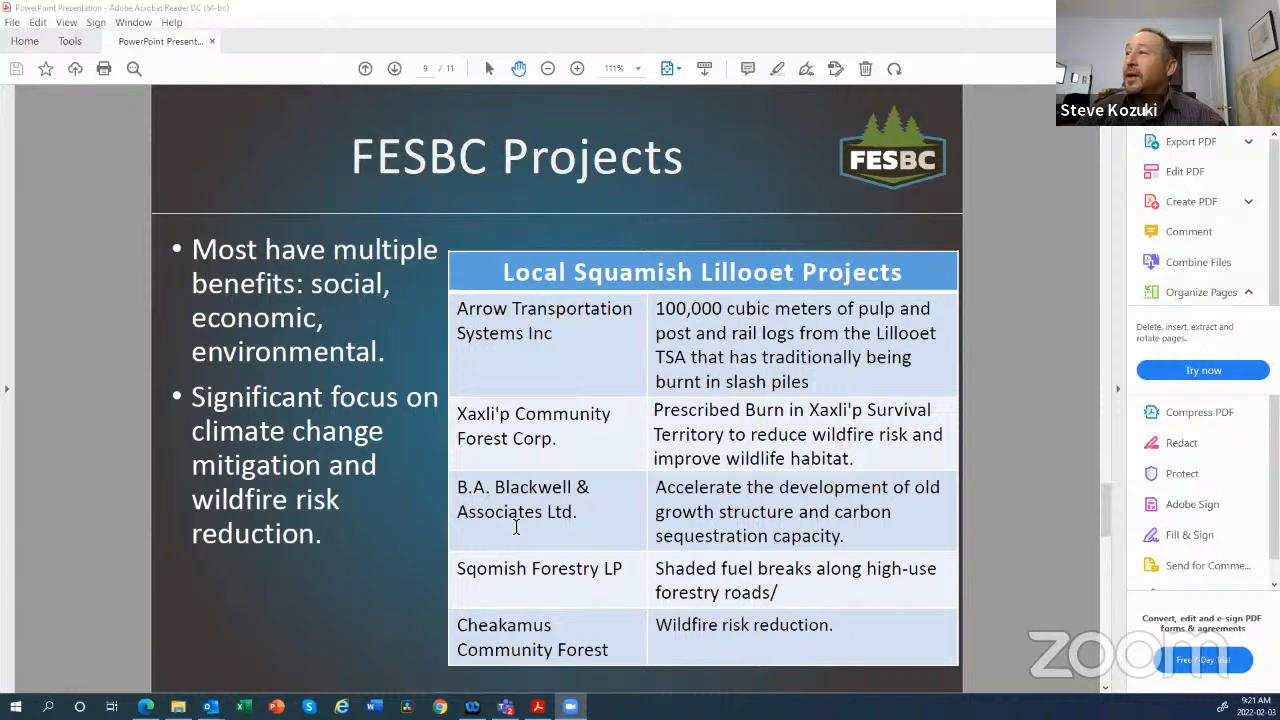 PowerPoint Presentation - Adobe Acrobat Reader DC (64-bit)
File Edit View Sign Window Help
Home Tools PowerPoint Present... ×
9 / 11 111%
Steve Kozuki
FESBC Projects
FESBC
• Most have multiple
benefits: social,
economic,
environmental.
• Significant focus on
climate change
mitigation and
wildfire risk
reduction.
Local Squamish Lillooet Projects
Arrow Transportation
Systems Inc
100,000 cubic meters of pulp and
post and rail logs from the Lillooet
TSA that has traditionally being
burnt in slash piles
Xaxli'p Community
Forest Corp.
Prescribed Burn in Xaxli'p Survival
Territory to reduce wildfire risk and
improve wildlife habitat.
B.A. Blackwell &
Associates Ltd.
Accelerate the development of old
growth structure and carbon
sequestration capacity.
Sqomish Forestry LP
Shaded fuel breaks along high-use
forestry roads/
Cheakamus
Community Forest
Wildfire risk reduction.
Export PDF
Edit PDF
Create PDF
Comment
Combine Files
Organize Pages
Delete, insert, extract and
rotate pages.
Try now
Compress PDF
Redact
Protect
Adobe Sign
Fill & Sign
Send for Comme...
Convert, edit and e-sign PDF
forms & agreements
Free 7-Day Trial
zoom
9:21 AM
2022-02-03